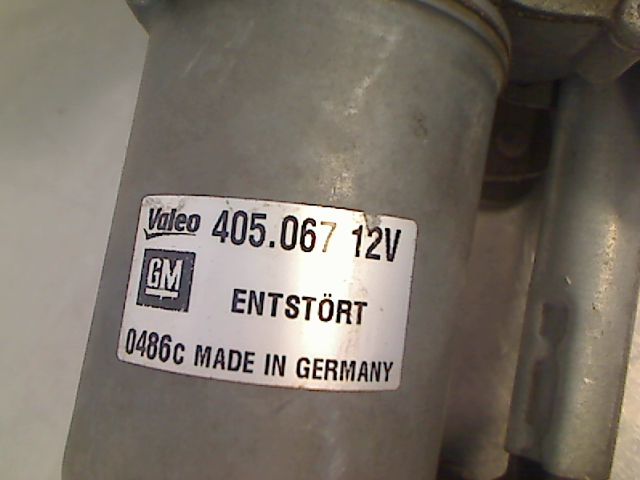 Valeo 405.067 12V
GM
ENTSTÖRT
0486C MADE IN GERMANY